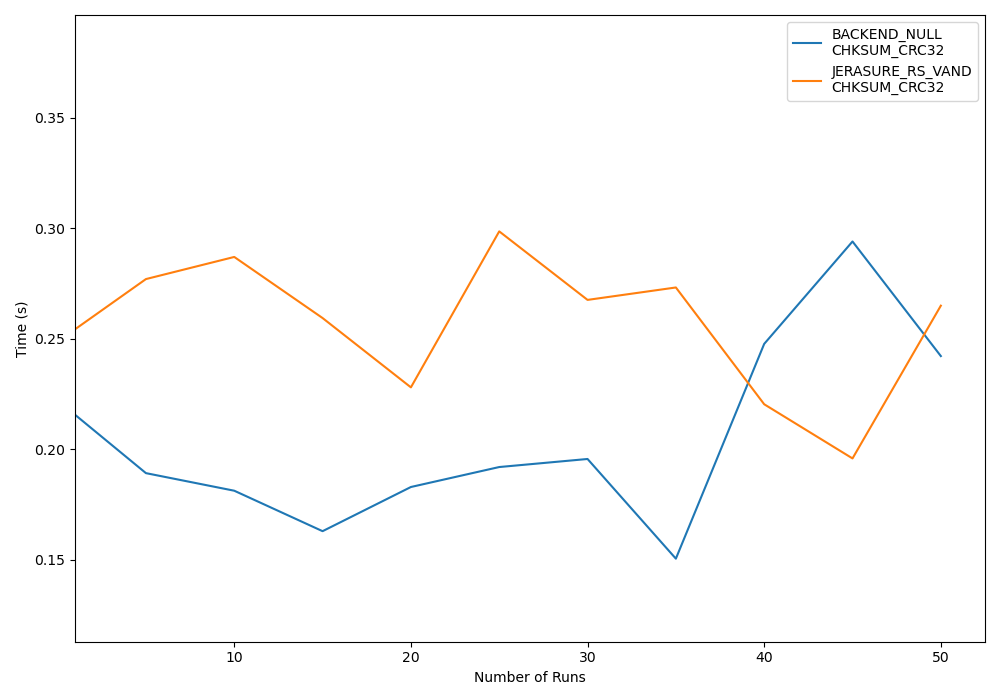 BACKEND_NULL
CHKSUM_CRC32
JERASURE_RS_VAND
CHKSUM_CRC32
0.35
0.30
0.25
0.20
0.15
Time (s)
10 20 30 40 50
Number of Runs